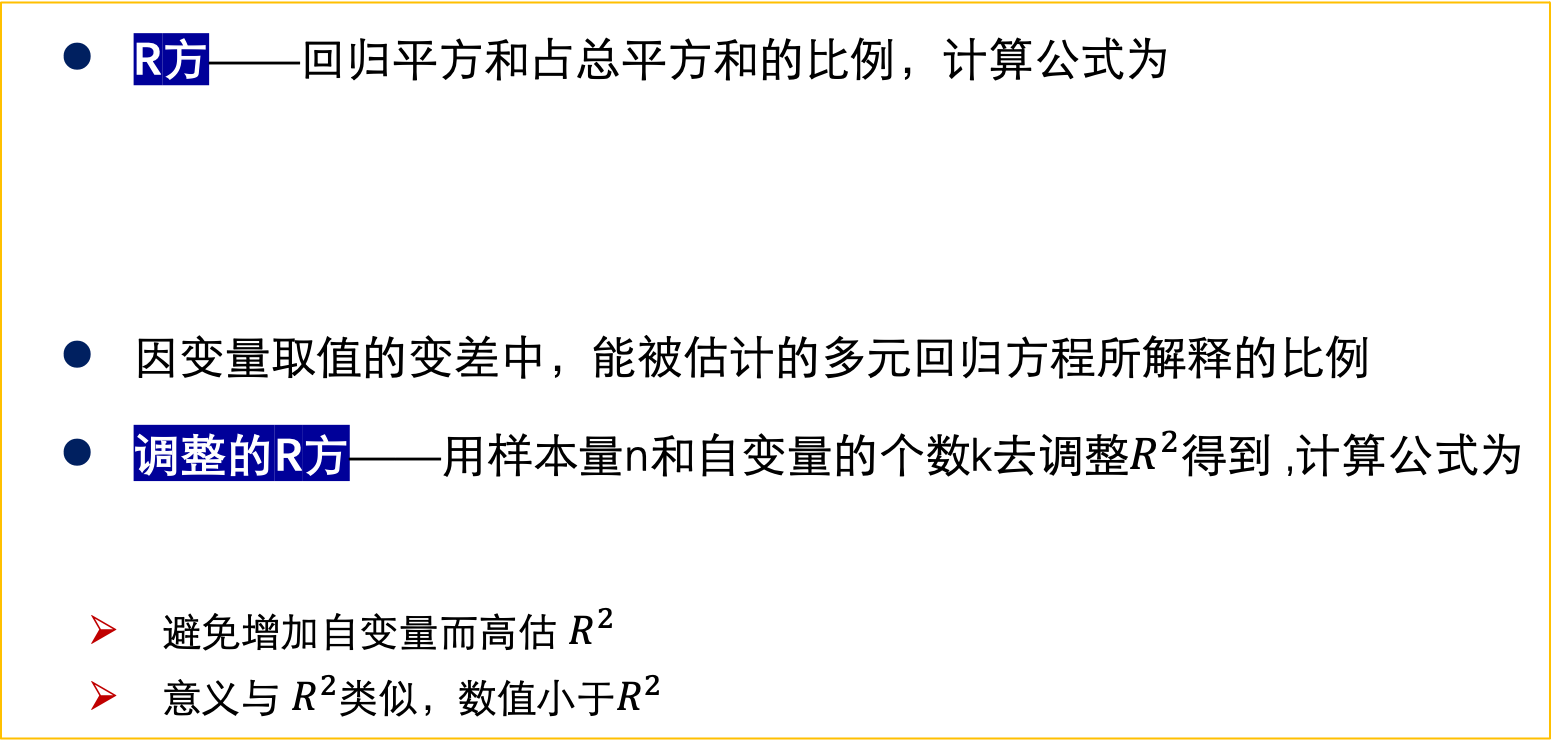 R方——回归平方和占总平方和的比例，计算公式为
因变量取值的变差中，能被估计的多元回归方程所解释的比例
调整的R方——用样本量n和自变量的个数k去调整R²得到 ,计算公式为
避免增加自变量而高估 R²
意义与 R²类似，数值小于R²